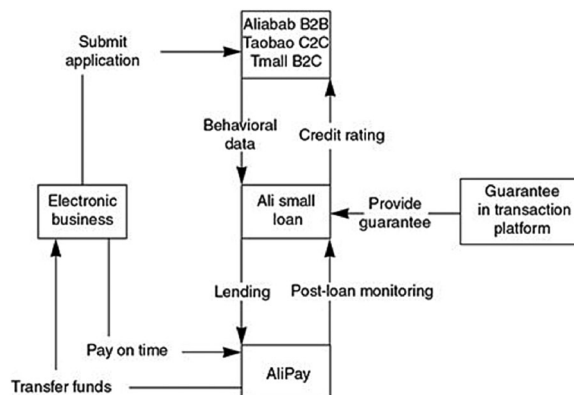 Aliabab B2B
Taobao C2C
Tmall B2C
Submit
application
Behavioral
data
Credit rating
Electronic
business
Ali small
loan
Provide
guarantee
Guarantee
in transaction
platform
Lending
Post-loan monitoring
Pay on time
AliPay
Transfer funds